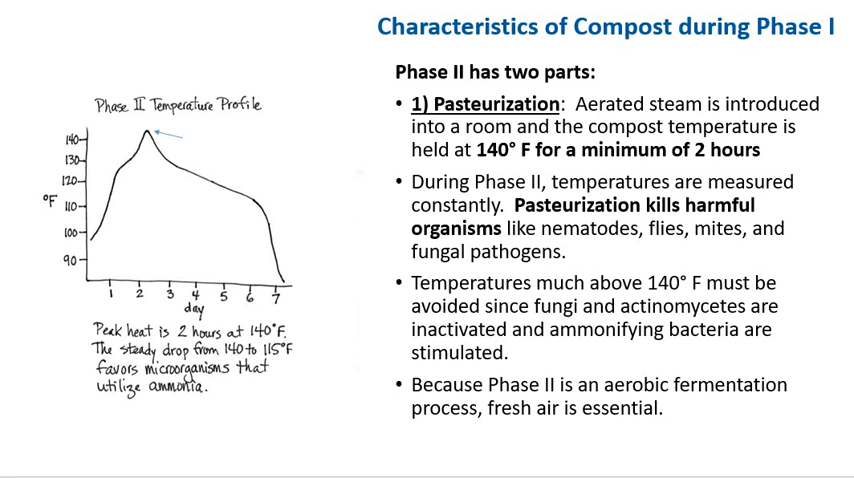 Characteristics of Compost during Phase I
Phase II has two parts:
• 1) Pasteurization: Aerated steam is introduced
into a room and the compost temperature is
held at 140° F for a minimum of 2 hours
• During Phase II, temperatures are measured
constantly. Pasteurization kills harmful
organisms like nematodes, flies, mites, and
fungal pathogens.
• Temperatures much above 140° F must be
avoided since fungi and actinomycetes are
inactivated and ammonifying bacteria are
stimulated.
• Because Phase II is an aerobic fermentation
process, fresh air is essential.
Phase II Temperature Profile
140
130
120
°F 110
100
90
1 2 3 4 5 6 7
day
Peak heat is 2 hours at 140°F.
The steady drop from 140 to 115°F
favors microorganisms that
utilize ammonia.